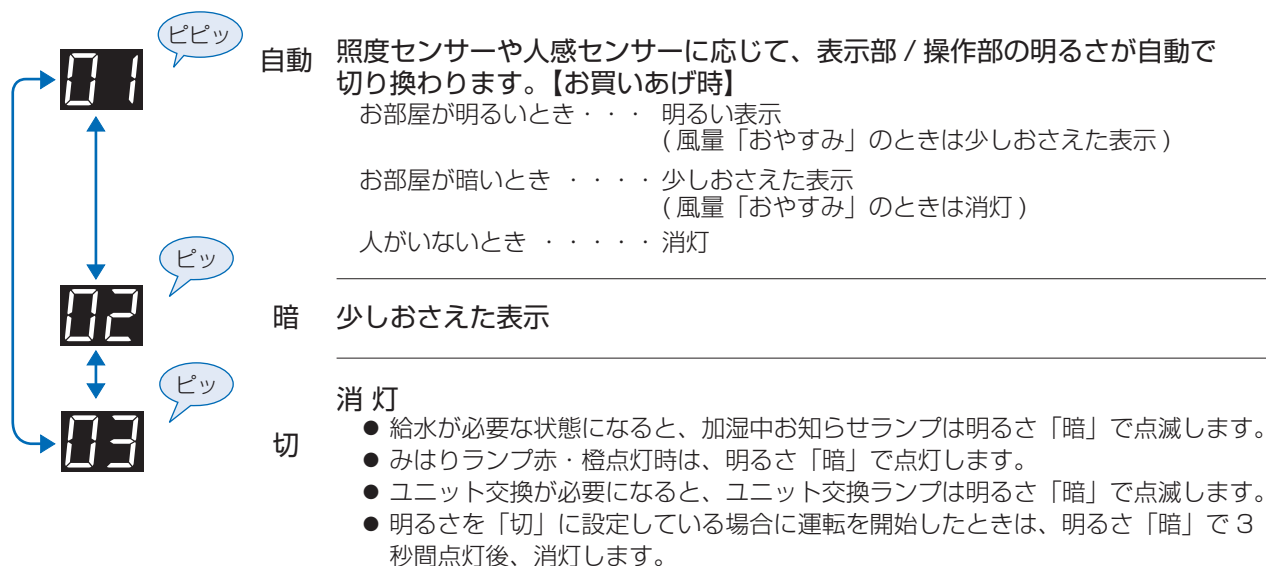 ピピッ
01
自動
照度センサーや人感センサーに応じて、表示部 / 操作部の明るさが自動で
切り換わります。【お買いあげ時】
お部屋が明るいとき・・・ 明るい表示
( 風量「おやすみ」のときは少しおさえた表示 )
お部屋が暗いとき ・・・・ 少しおさえた表示
( 風量「おやすみ」のときは消灯 )
人がいないとき ・・・・・ 消灯
ピッ
02
暗
少しおさえた表示
ピッ
03
切
消 灯
● 給水が必要な状態になると、加湿中お知らせランプは明るさ「暗」で点滅します。
● みはりランプ赤・橙点灯時は、明るさ「暗」で点灯します。
● ユニット交換が必要になると、ユニット交換ランプは明るさ「暗」で点滅します。
● 明るさを「切」に設定している場合に運転を開始したときは、明るさ「暗」で 3
秒間点灯後、消灯します。